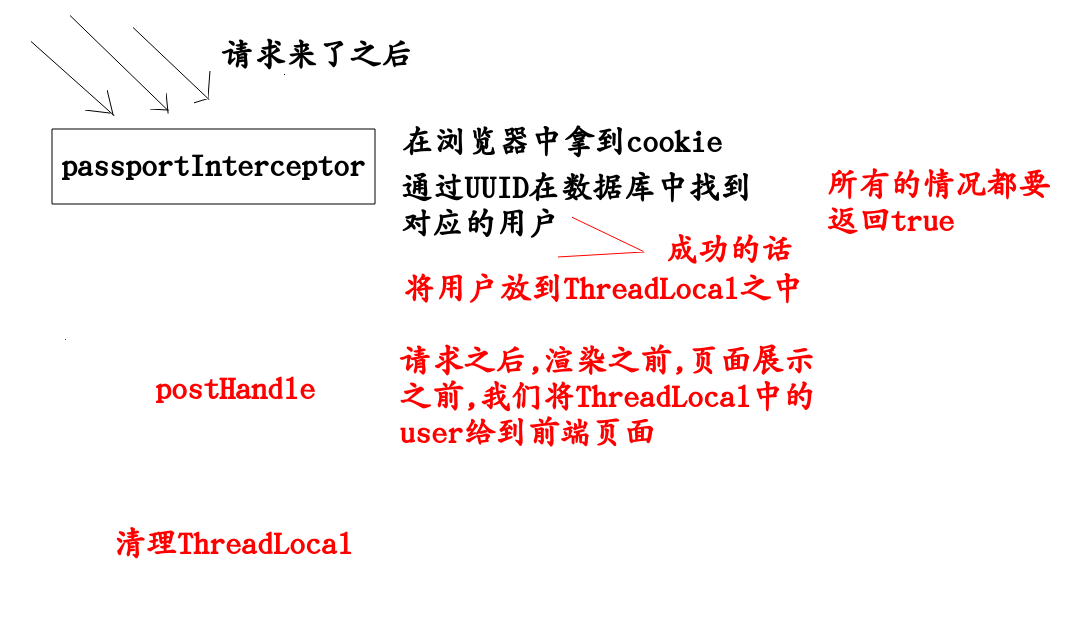 请求来了之后
passportInterceptor
在浏览器中拿到cookie
通过UUID在数据库中找到
对应的用户
所有的情况都要
返回true
成功的话
将用户放到ThreadLocal之中
postHandle
请求之后,渲染之前,页面展示
之前,我们将ThreadLocal中的
user给到前端页面
清理ThreadLocal